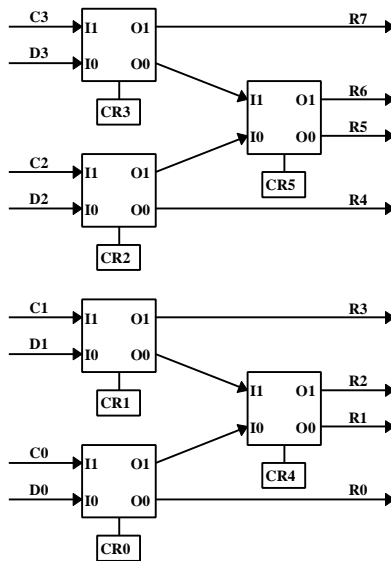 C3 I1 O1 R7
D3 I0 O0
CR3
I1 O1 R6
I0 O0 R5
CR5
C2 I1 O1
D2 I0 O0 R4
CR2
C1 I1 O1 R3
D1 I0 O0
CR1
I1 O1 R2
I0 O0 R1
CR4
C0 I1 O1
D0 I0 O0 R0
CR0